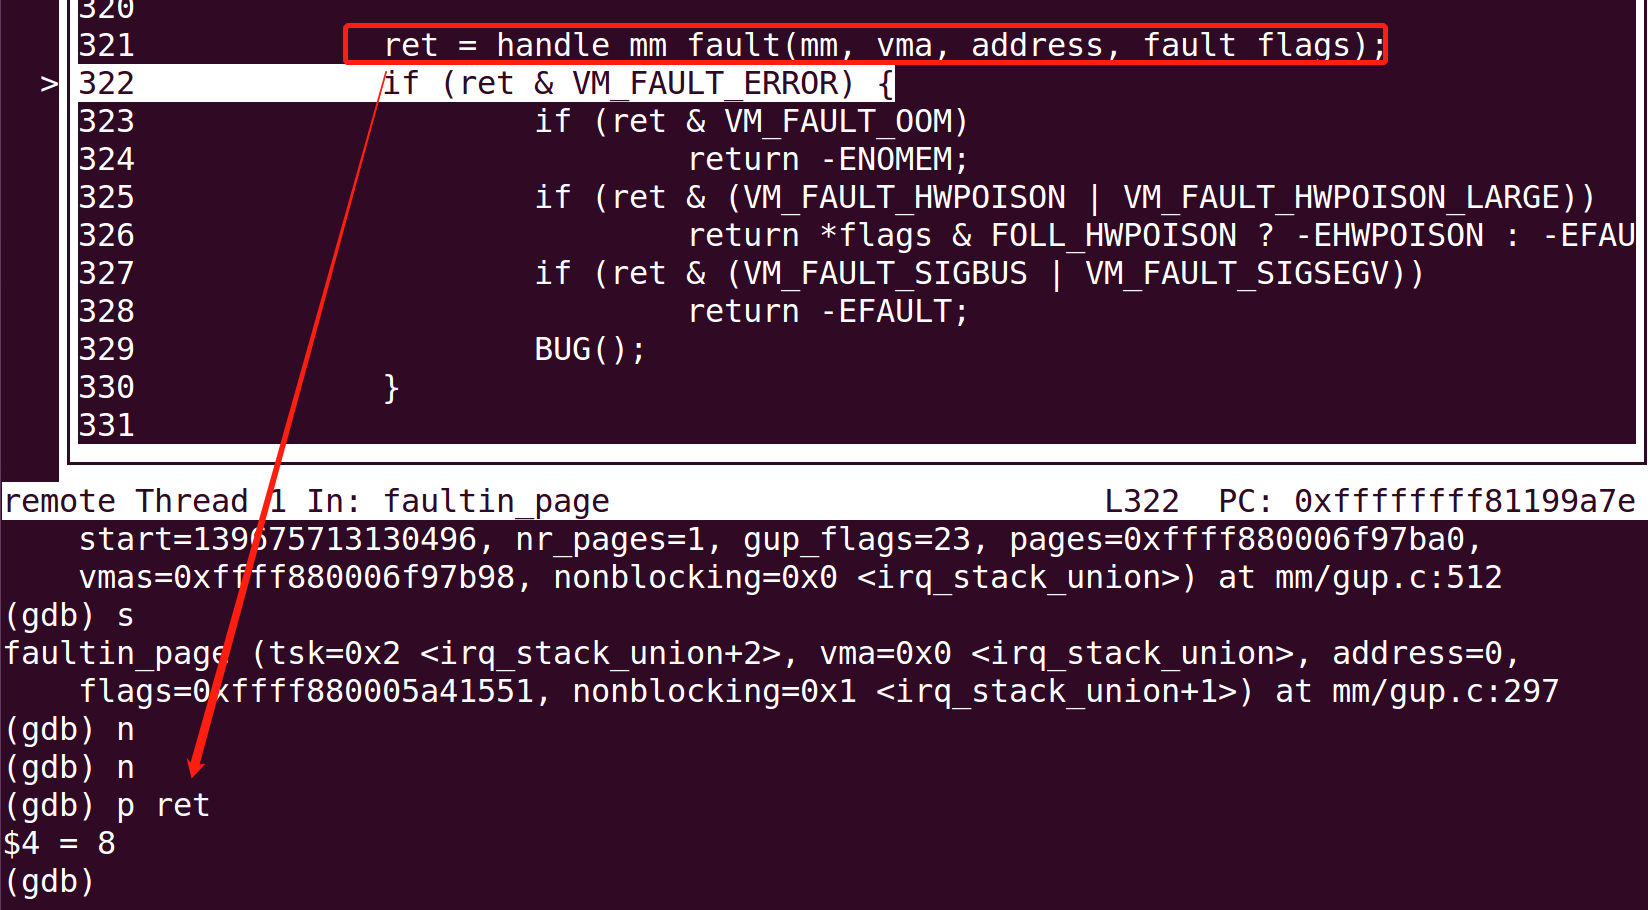 320
321 ret = handle_mm_fault(mm, vma, address, fault_flags);
> 322 if (ret & VM_FAULT_ERROR) {
323 if (ret & VM_FAULT_OOM)
324 return -ENOMEM;
325 if (ret & (VM_FAULT_HWPOISON | VM_FAULT_HWPOISON_LARGE))
326 return *flags & FOLL_HWPOISON ? -EHWPOISON : -EFAU
327 if (ret & (VM_FAULT_SIGBUS | VM_FAULT_SIGSEGV))
328 return -EFAULT;
329 BUG();
330 }
331
remote Thread 1 In: faultin_page L322 PC: 0xffffffff81199a7e
start=139675713130496, nr_pages=1, gup_flags=23, pages=0xffff880006f97ba0,
vmas=0xffff880006f97b98, nonblocking=0x0 <irq_stack_union>) at mm/gup.c:512
(gdb) s
faultin_page (tsk=0x2 <irq_stack_union+2>, vma=0x0 <irq_stack_union>, address=0,
flags=0xffff880005a41551, nonblocking=0x1 <irq_stack_union+1>) at mm/gup.c:297
(gdb) n
(gdb) n
(gdb) p ret
$4 = 8
(gdb)